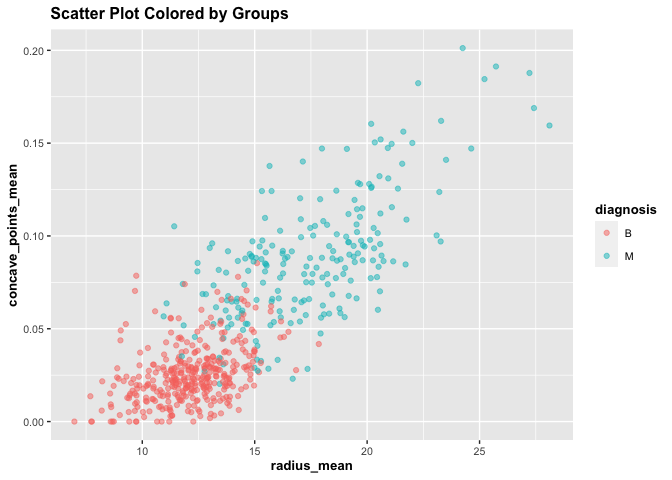 Scatter Plot Colored by Groups
0.20
0.15
0.10
0.05
0.00
concave_points_mean
10 15 20 25
radius_mean
diagnosis
B
M